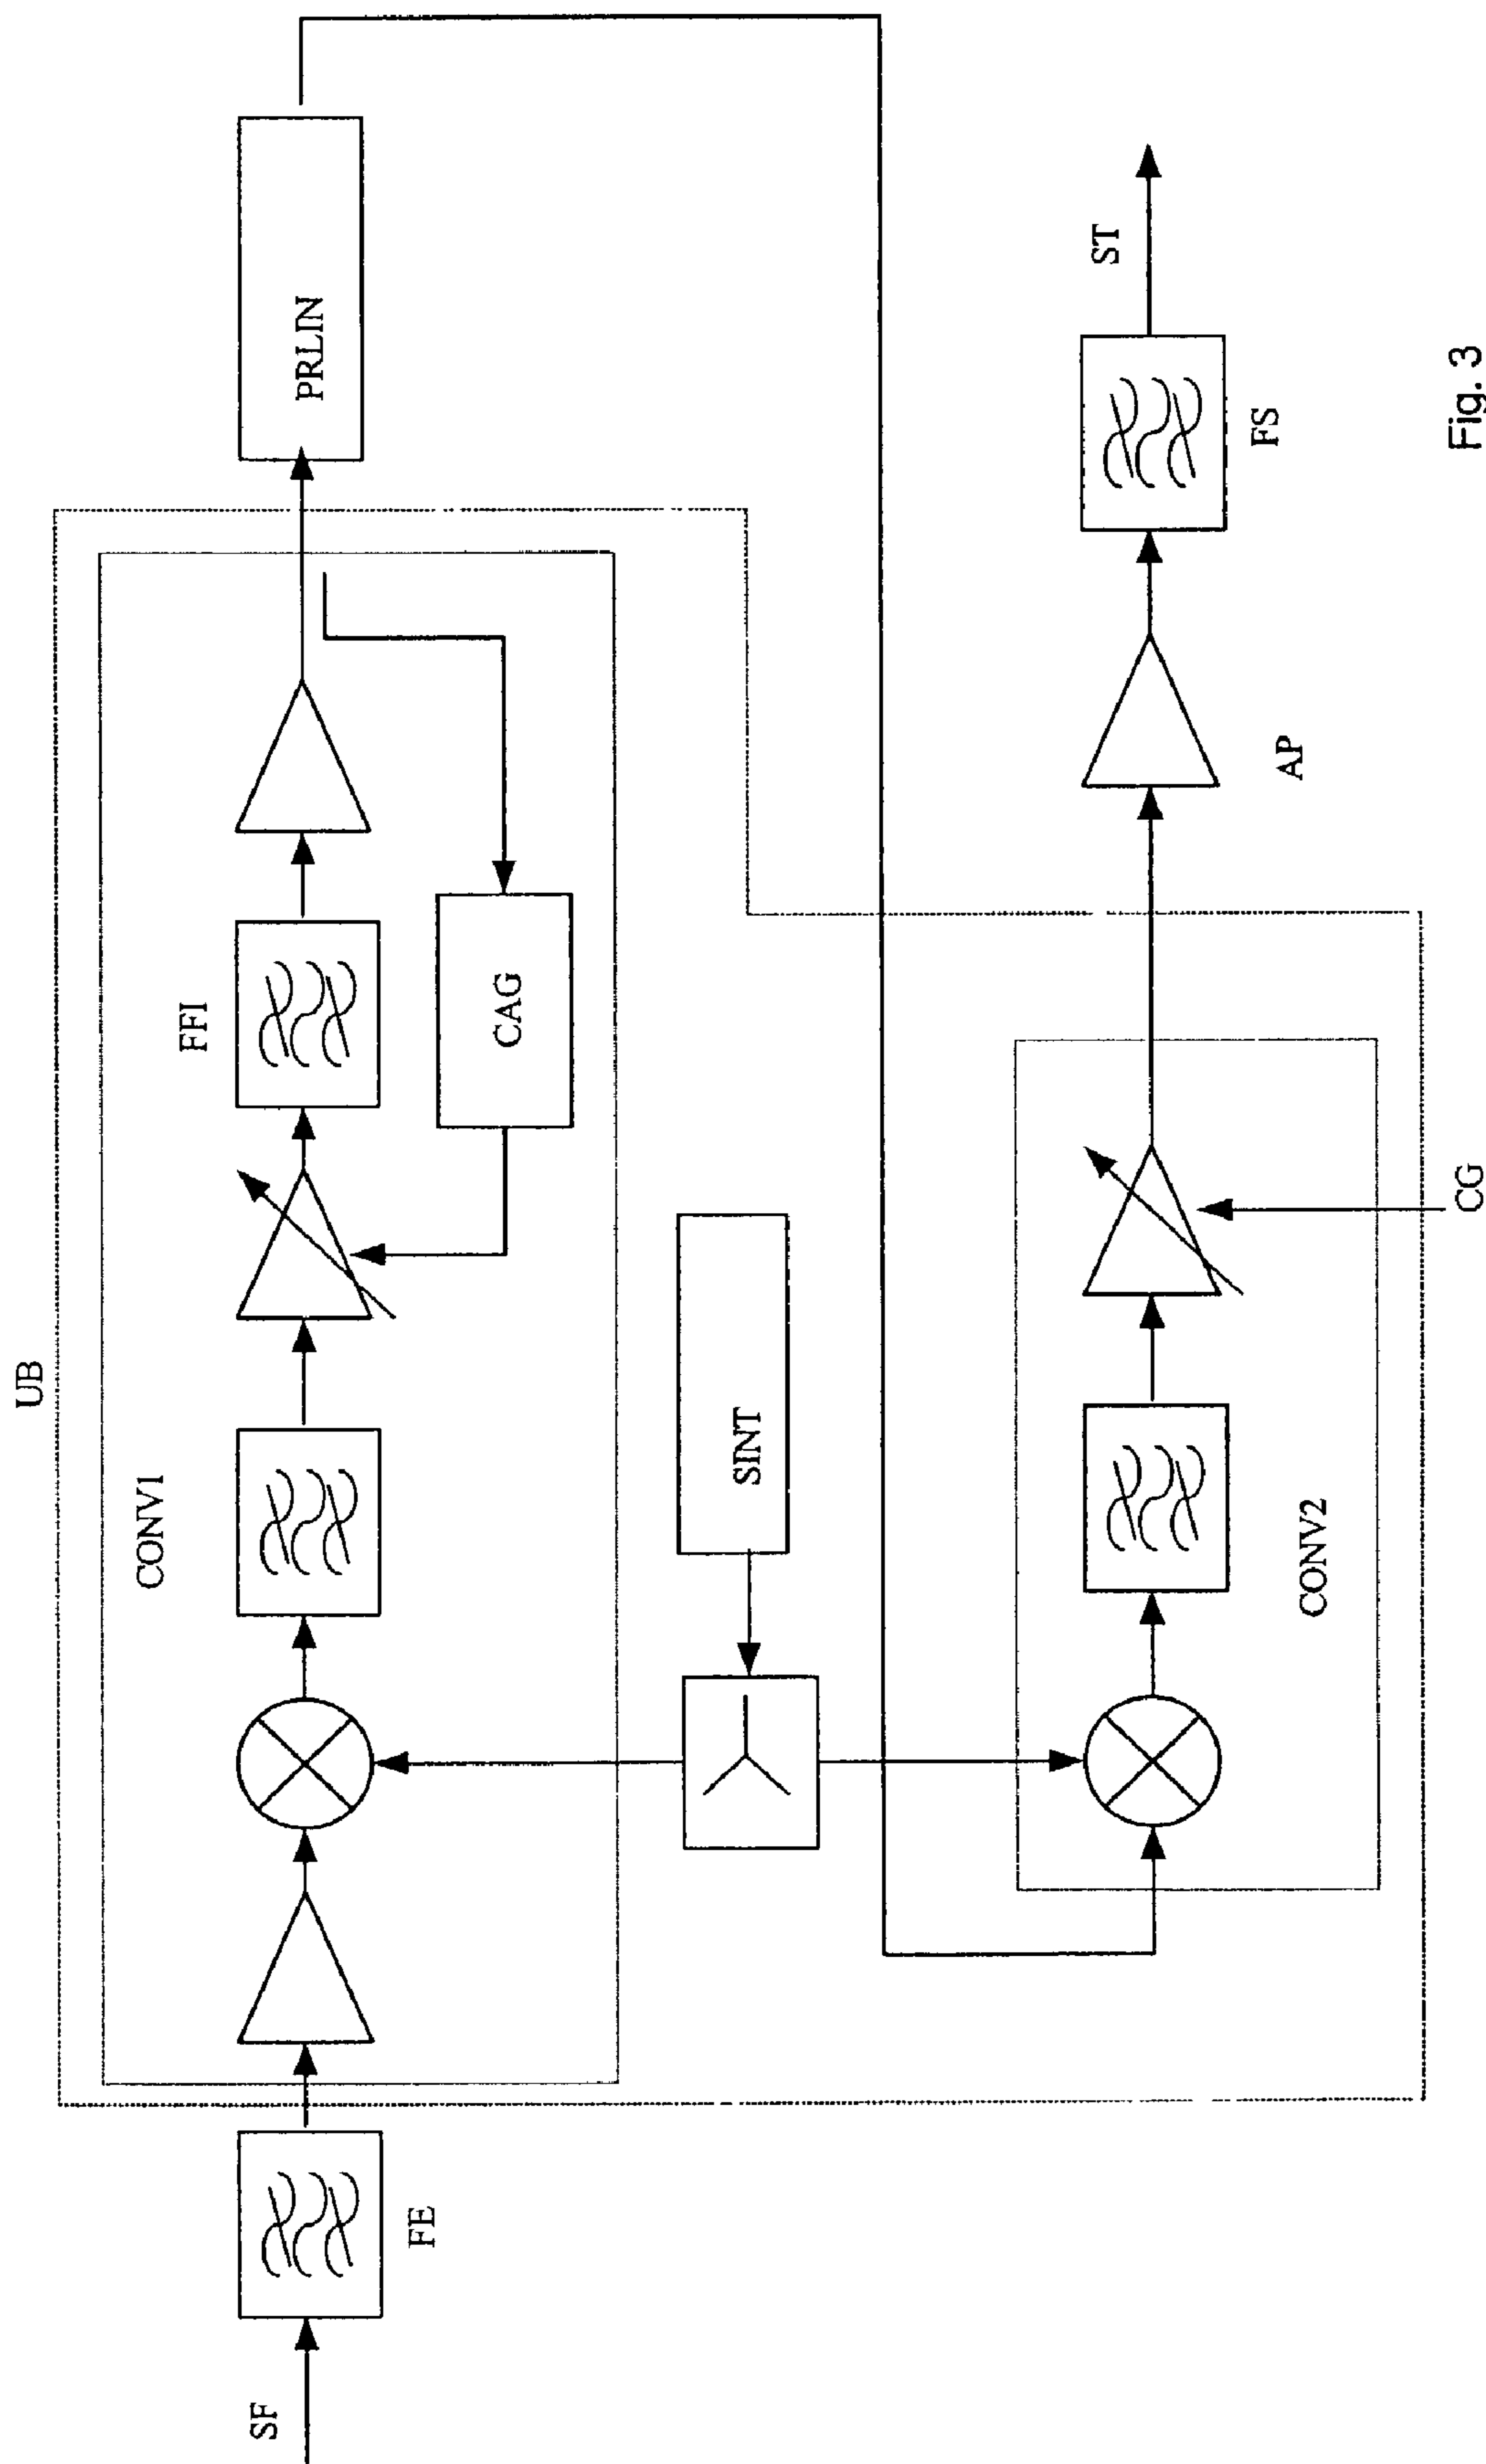 UB
CONV1
FFI
PRLIN
CAG
SF
FE
SINT
ST
CONV2
AP
FS
CG
Fig. 3